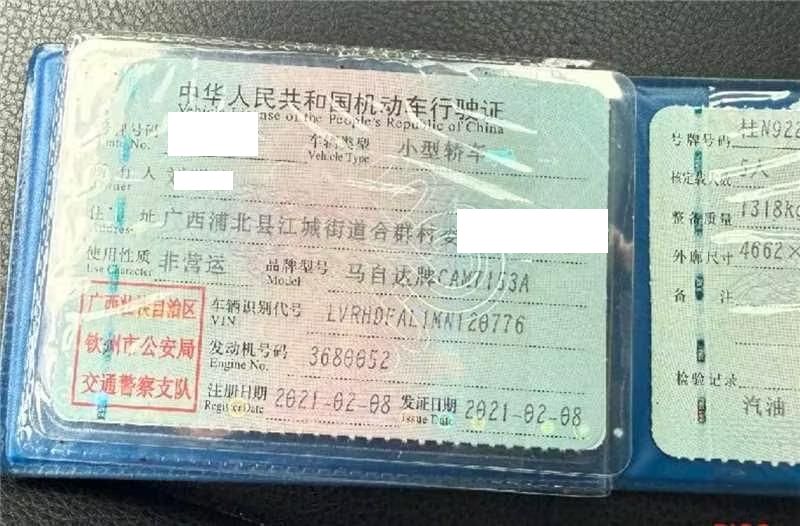 中华人民共和国机动车行驶证
Vehicle License of the People's Republic of China
号牌号码
Plate No.
车辆类型 小型轿车
Vehicle Type
所有人
Owner
住址 广西浦北县江城街道合群村委
Address
使用性质 非营运
Use Character
品牌型号 马自达牌CAM7153A
Model
广西壮族自治区
钦州市公安局
交通警察支队
车辆识别代号 LVRHDFAL1MN120776
VIN
发动机号码 3680052
Engine No.
注册日期 2021-02-08
Register Date
发证日期 2021-02-08
Issue Date
号牌号码 桂N922
核定载人数 5人
整备质量 1318kg
外廓尺寸 4662×
备注
检验记录
汽油